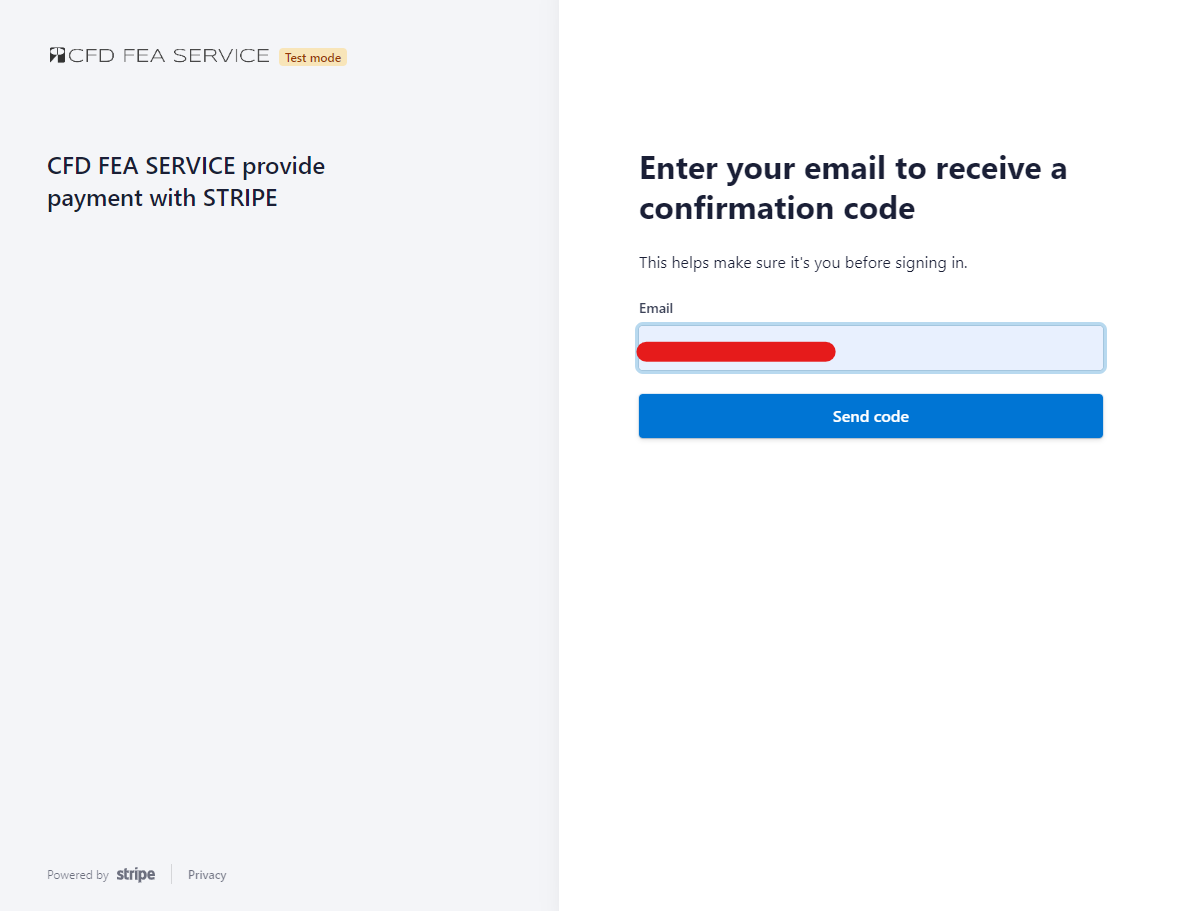 CFD FEA SERVICE
Test mode
CFD FEA SERVICE provide
payment with STRIPE
Powered by stripe
Privacy
Enter your email to receive a
confirmation code
This helps make sure it's you before signing in.
Email
Send code